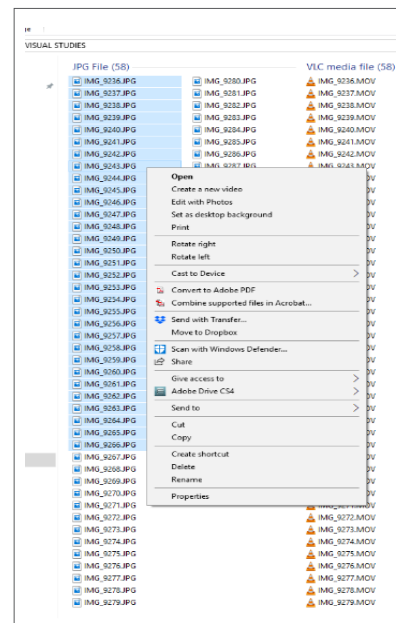 VISUAL STUDIES
JPG File (58)
IMG_9236.JPG
IMG_9237.JPG
IMG_9238.JPG
IMG_9239.JPG
IMG_9240.JPG
IMG_9241.JPG
IMG_9242.JPG
IMG_9243.JPG
IMG_9244.JPG
IMG_9245.JPG
IMG_9246.JPG
IMG_9247.JPG
IMG_9248.JPG
IMG_9249.JPG
IMG_9250.JPG
IMG_9251.JPG
IMG_9252.JPG
IMG_9253.JPG
IMG_9254.JPG
IMG_9255.JPG
IMG_9256.JPG
IMG_9257.JPG
IMG_9258.JPG
IMG_9259.JPG
IMG_9260.JPG
IMG_9261.JPG
IMG_9262.JPG
IMG_9263.JPG
IMG_9264.JPG
IMG_9265.JPG
IMG_9266.JPG
IMG_9267.JPG
IMG_9268.JPG
IMG_9269.JPG
IMG_9270.JPG
IMG_9271.JPG
IMG_9272.JPG
IMG_9273.JPG
IMG_9274.JPG
IMG_9275.JPG
IMG_9276.JPG
IMG_9277.JPG
IMG_9278.JPG
IMG_9279.JPG
IMG_9280.JPG
IMG_9281.JPG
IMG_9282.JPG
IMG_9283.JPG
IMG_9284.JPG
IMG_9285.JPG
IMG_9286.JPG
IMG_9287.JPG
Open
Create a new video
Edit with Photos
Set as desktop background
Print
Rotate right
Rotate left
Cast to Device
Convert to Adobe PDF
Combine supported files in Acrobat...
Send with Transfer...
Move to Dropbox
Scan with Windows Defender...
Share
Give access to
Adobe Drive CS4
Send to
Cut
Copy
Create shortcut
Delete
Rename
Properties
VLC media file (58)
IMG_9236.MOV
IMG_9237.MOV
IMG_9238.MOV
IMG_9239.MOV
IMG_9240.MOV
IMG_9241.MOV
IMG_9242.MOV
IMG_9243.MOV
IMG_9272.MOV
IMG_9273.MOV
IMG_9274.MOV
IMG_9275.MOV
IMG_9276.MOV
IMG_9277.MOV
IMG_9278.MOV
IMG_9279.MOV